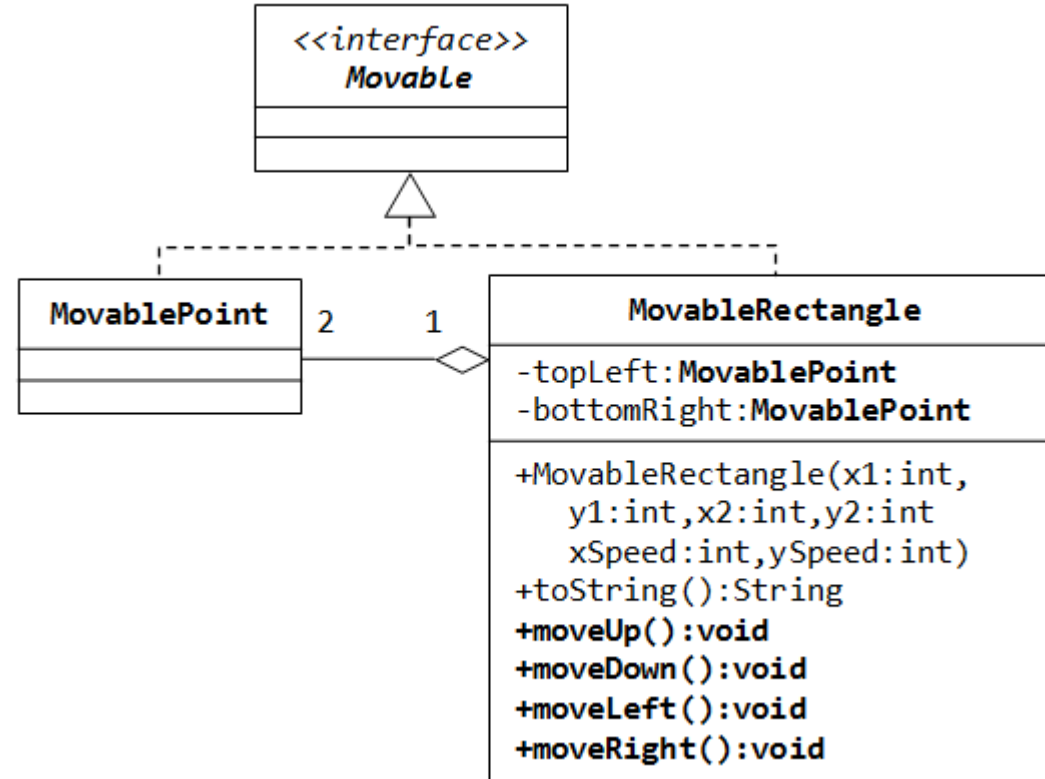 <<interface>>
Movable
MovablePoint
2
1
MovableRectangle
-topLeft:MovablePoint
-bottomRight:MovablePoint
+MovableRectangle(x1:int,
y1:int,x2:int,y2:int
xSpeed:int,ySpeed:int)
+toString():String
+moveUp():void
+moveDown():void
+moveLeft():void
+moveRight():void